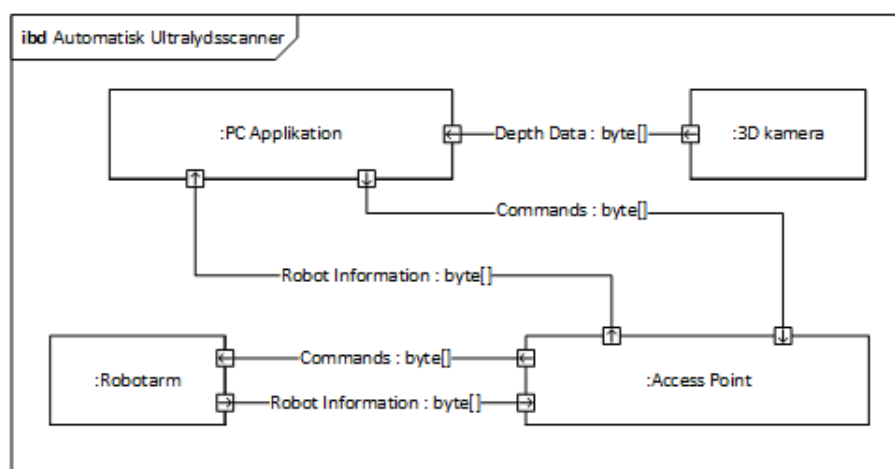 ibd Automatisk Ultralydsscanner
:PC Applikation
Depth Data : byte[]
:3D kamera
Commands : byte[]
Robot Information : byte[]
:Robotarm
Commands : byte[]
Robot Information : byte[]
:Access Point